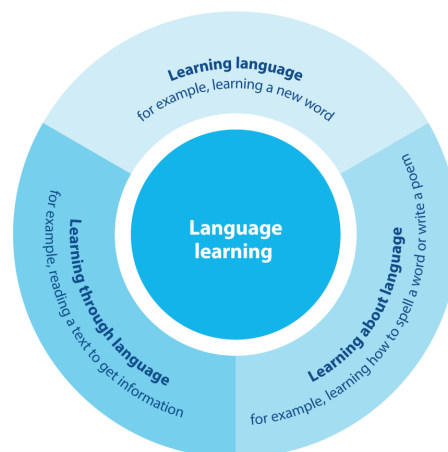 Learning language
for example, learning a new word
Language
learning
Learning through language
for example, reading a text to get information
Learning about language
for example, learning how to spell a word or write a poem